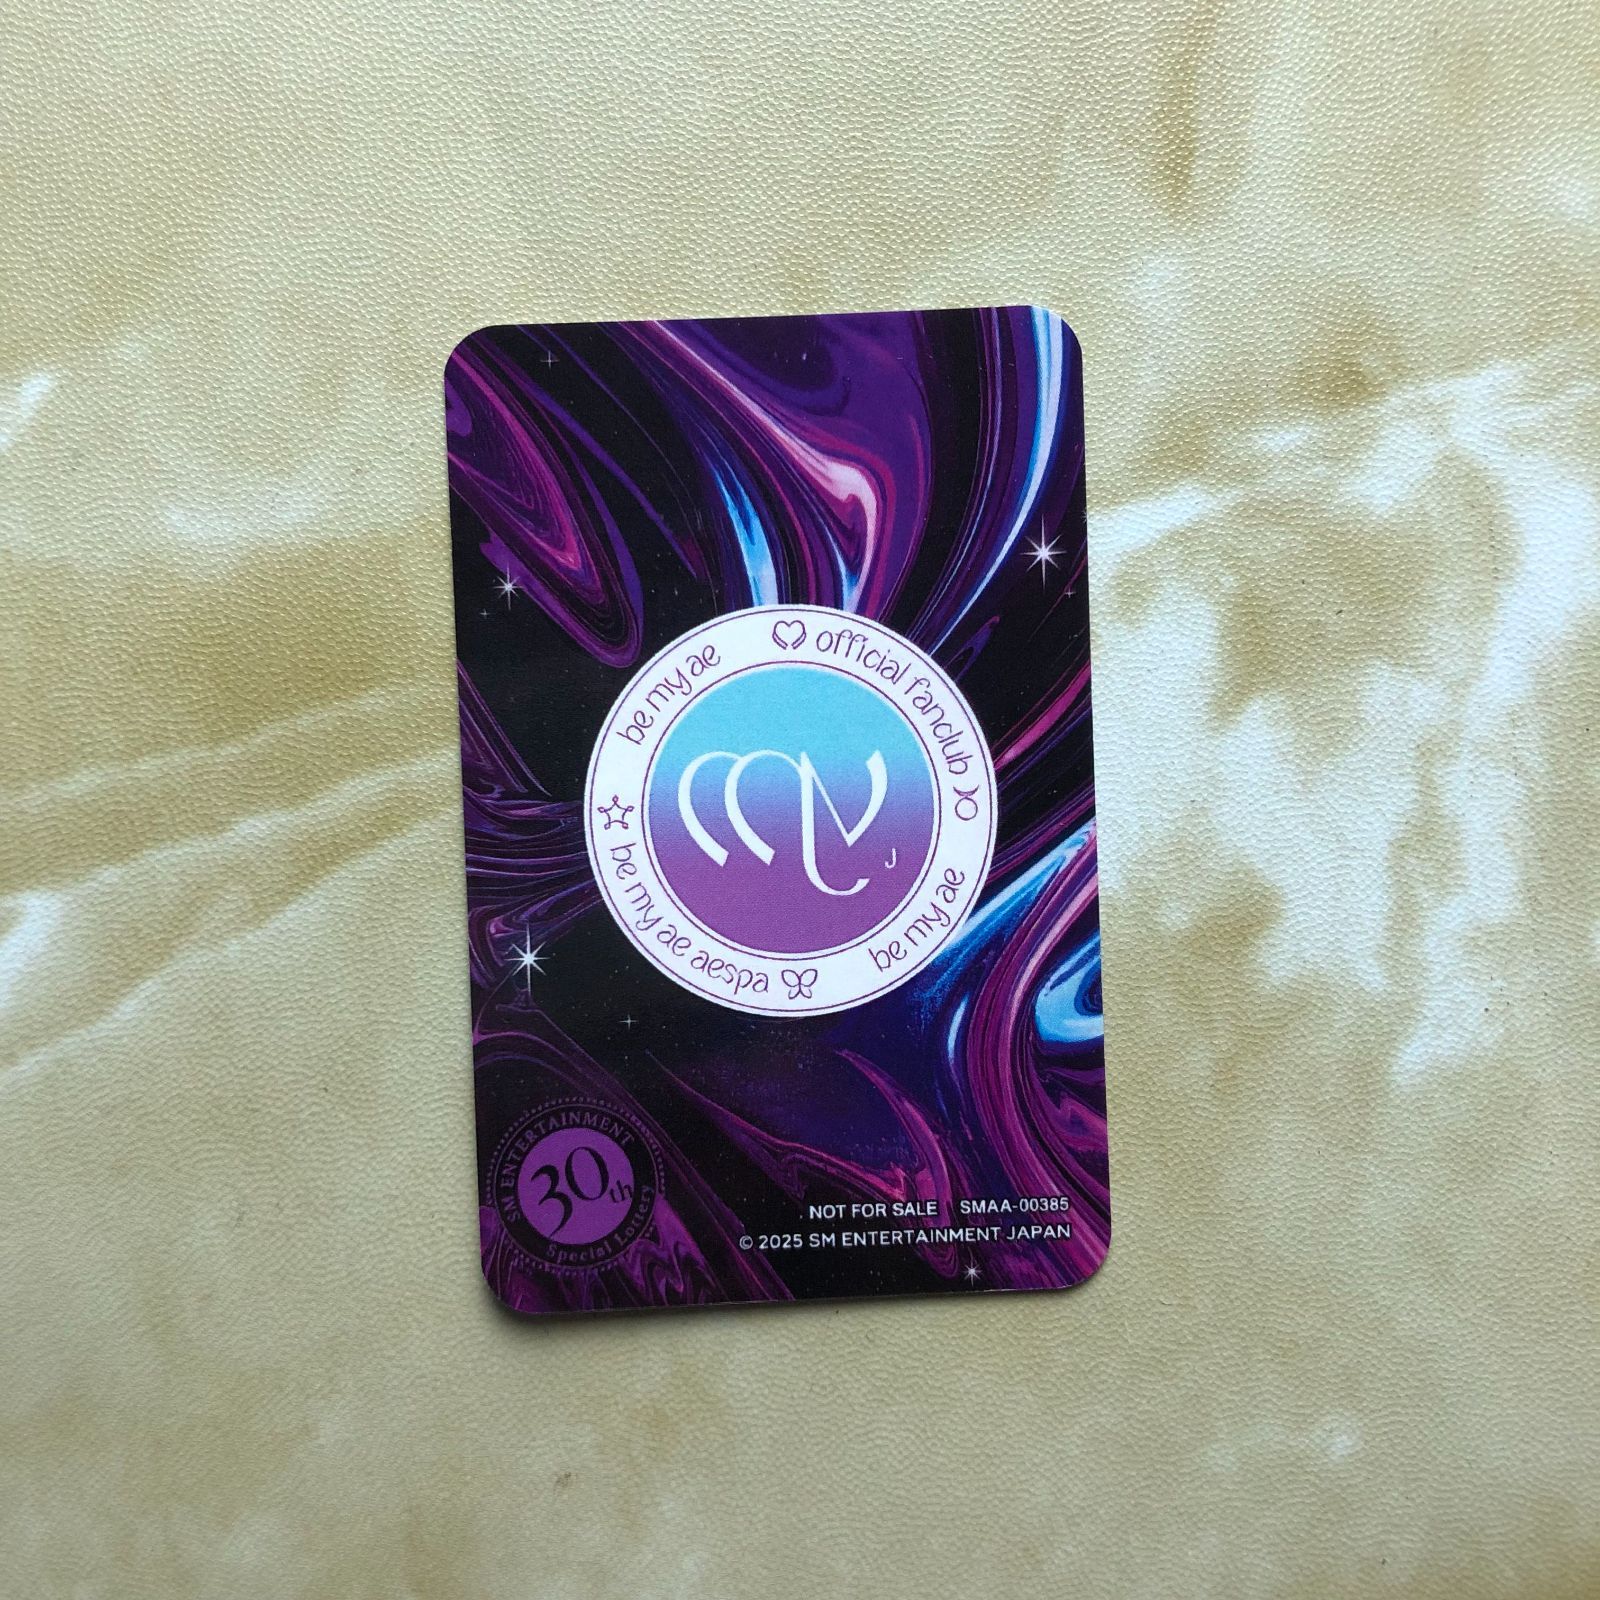 be my ae
official fanclub
be my ae
be my ae aespa
my
J
SM ENTERTAINMENT
30th
Special Lottery
NOT FOR SALE SMAA-00385
© 2025 SM ENTERTAINMENT JAPAN